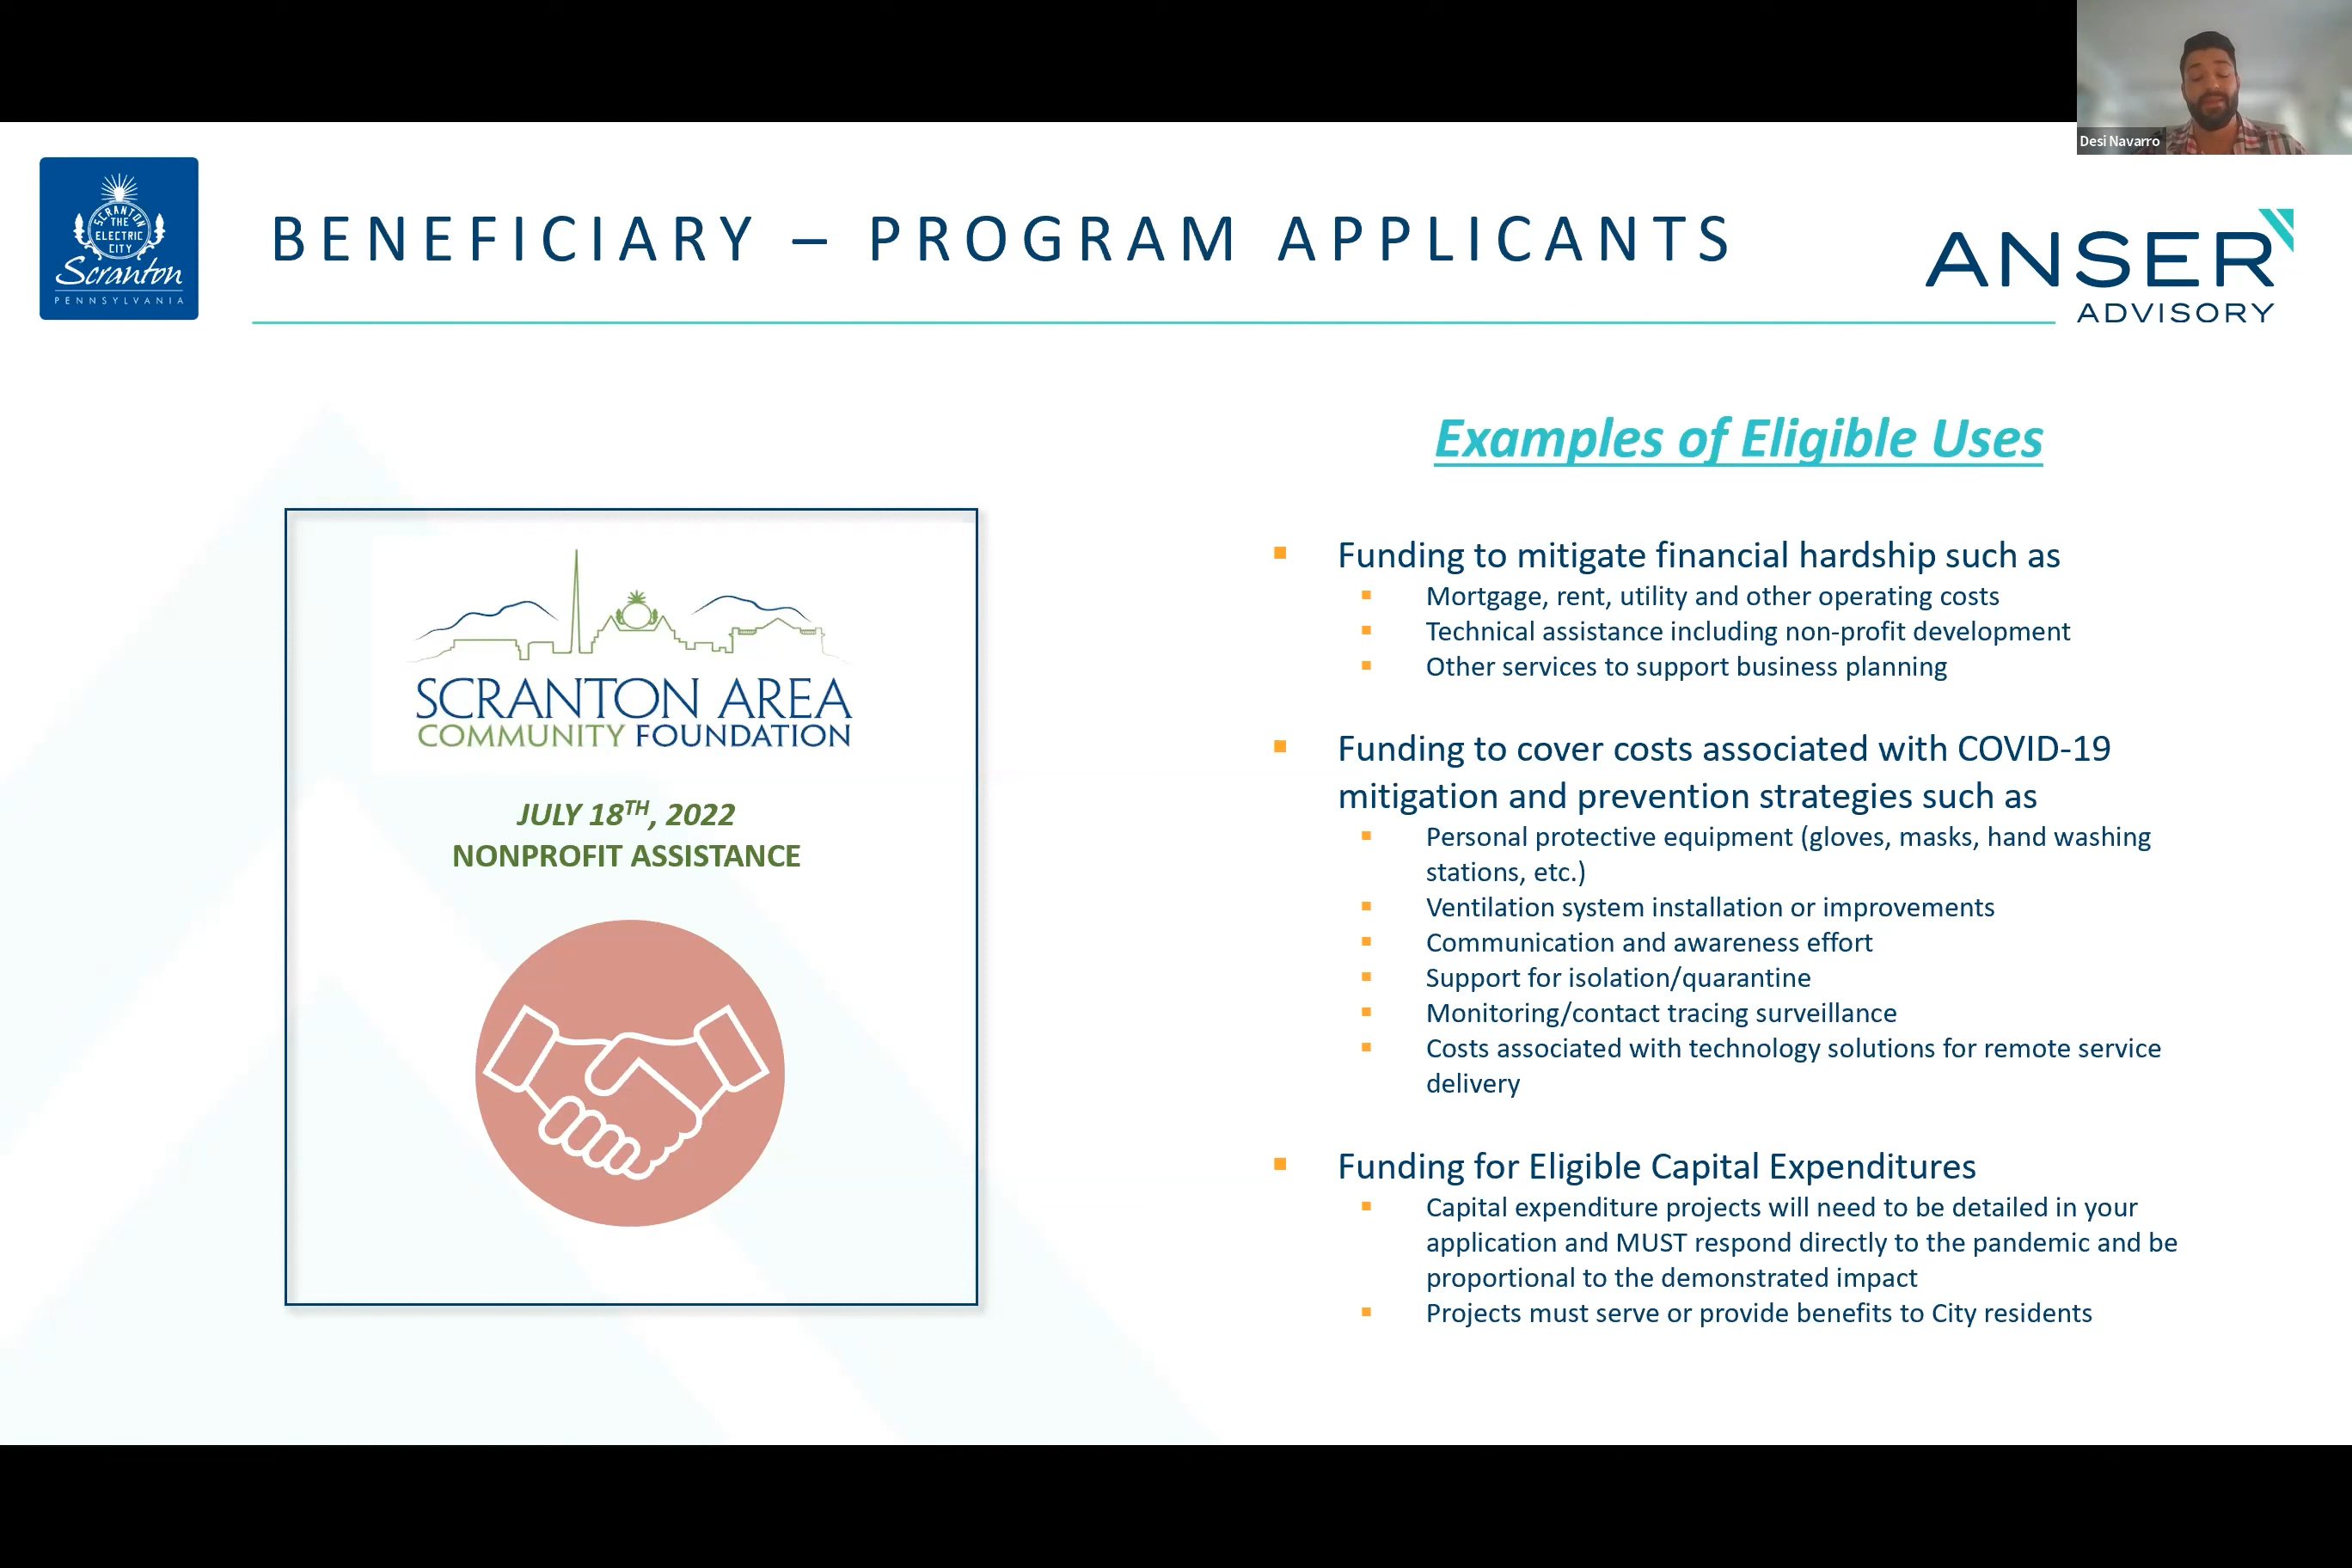 Desi Navarro
SCRANTON
THE
ELECTRIC
CITY
Scranton
PENNSYLVANIA
BENEFICIARY – PROGRAM APPLICANTS
ANSER
ADVISORY
SCRANTON AREA
COMMUNITY FOUNDATION
JULY 18TH, 2022
NONPROFIT ASSISTANCE
Examples of Eligible Uses
Funding to mitigate financial hardship such as
Mortgage, rent, utility and other operating costs
Technical assistance including non-profit development
Other services to support business planning
Funding to cover costs associated with COVID-19
mitigation and prevention strategies such as
Personal protective equipment (gloves, masks, hand washing
stations, etc.)
Ventilation system installation or improvements
Communication and awareness effort
Support for isolation/quarantine
Monitoring/contact tracing surveillance
Costs associated with technology solutions for remote service
delivery
Funding for Eligible Capital Expenditures
Capital expenditure projects will need to be detailed in your
application and MUST respond directly to the pandemic and be
proportional to the demonstrated impact
Projects must serve or provide benefits to City residents